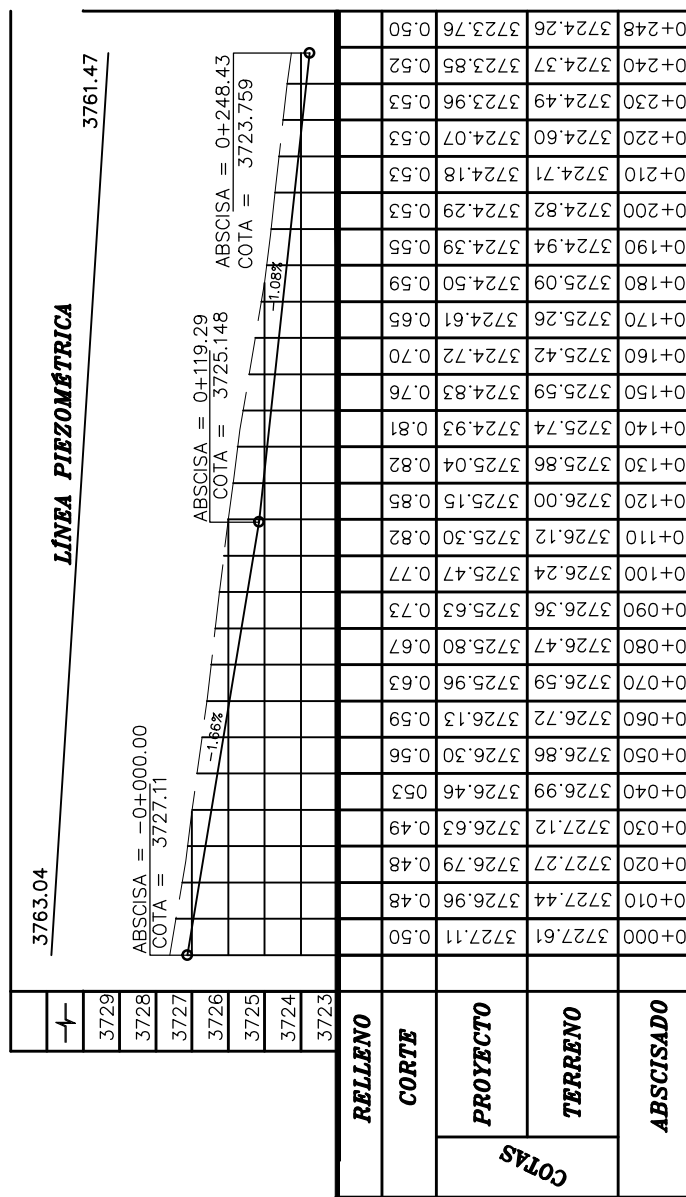 3763.04
LÍNEA PIEZOMÉTRICA
3761.47
ABSCISA = -0+000.00
COTA = 3727.11
ABSCISA = 0+119.29
COTA = 3725.148
ABSCISA = 0+248.43
COTA = 3723.759
-1.66%
-1.08%
3729
3728
3727
3726
3725
3724
3723
RELLENO
CORTE
0.50 0.48 0.48 0.49 053 0.56 0.59 0.63 0.67 0.73 0.77 0.82 0.85 0.82 0.81 0.76 0.70 0.65 0.59 0.55 0.53 0.53 0.53 0.53 0.52 0.50
COTAS
PROYECTO
3727.11 3726.96 3726.79 3726.63 3726.46 3726.30 3726.13 3725.96 3725.80 3725.63 3725.47 3725.30 3725.15 3725.04 3724.93 3724.83 3724.72 3724.61 3724.50 3724.39 3724.29 3724.18 3724.07 3723.96 3723.85 3723.76
TERRENO
3727.61 3727.44 3727.27 3727.12 3726.99 3726.86 3726.72 3726.59 3726.47 3726.36 3726.24 3726.12 3726.00 3725.86 3725.74 3725.59 3725.42 3725.26 3725.09 3724.94 3724.82 3724.71 3724.60 3724.49 3724.37 3724.26
ABSCISADO
0+000 0+010 0+020 0+030 0+040 0+050 0+060 0+070 0+080 0+090 0+100 0+110 0+120 0+130 0+140 0+150 0+160 0+170 0+180 0+190 0+200 0+210 0+220 0+230 0+240 0+248